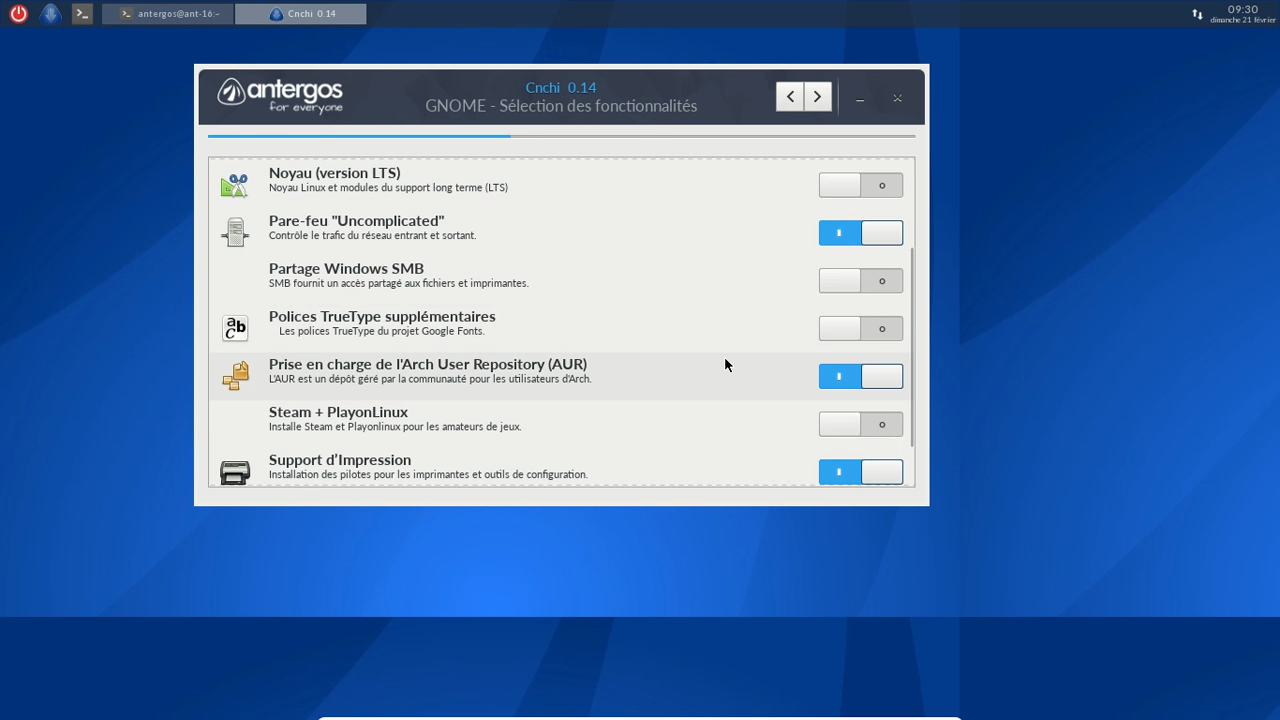 antergos@ant-16:~
Cnchi 0.14
09:30
dimanche 21 février
antergos
for everyone
Cnchi 0.14
GNOME - Sélection des fonctionnalités
Noyau (version LTS)
Noyau Linux et modules du support long terme (LTS)
Pare-feu "Uncomplicated"
Contrôle le trafic du réseau entrant et sortant.
Partage Windows SMB
SMB fournit un accès partagé aux fichiers et imprimantes.
abc
Polices TrueType supplémentaires
Les polices TrueType du projet Google Fonts.
Prise en charge de l'Arch User Repository (AUR)
L'AUR est un dépôt géré par la communauté pour les utilisateurs d'Arch.
Steam + PlayonLinux
Installe Steam et Playonlinux pour les amateurs de jeux.
Support d’Impression
Installation des pilotes pour les imprimantes et outils de configuration.